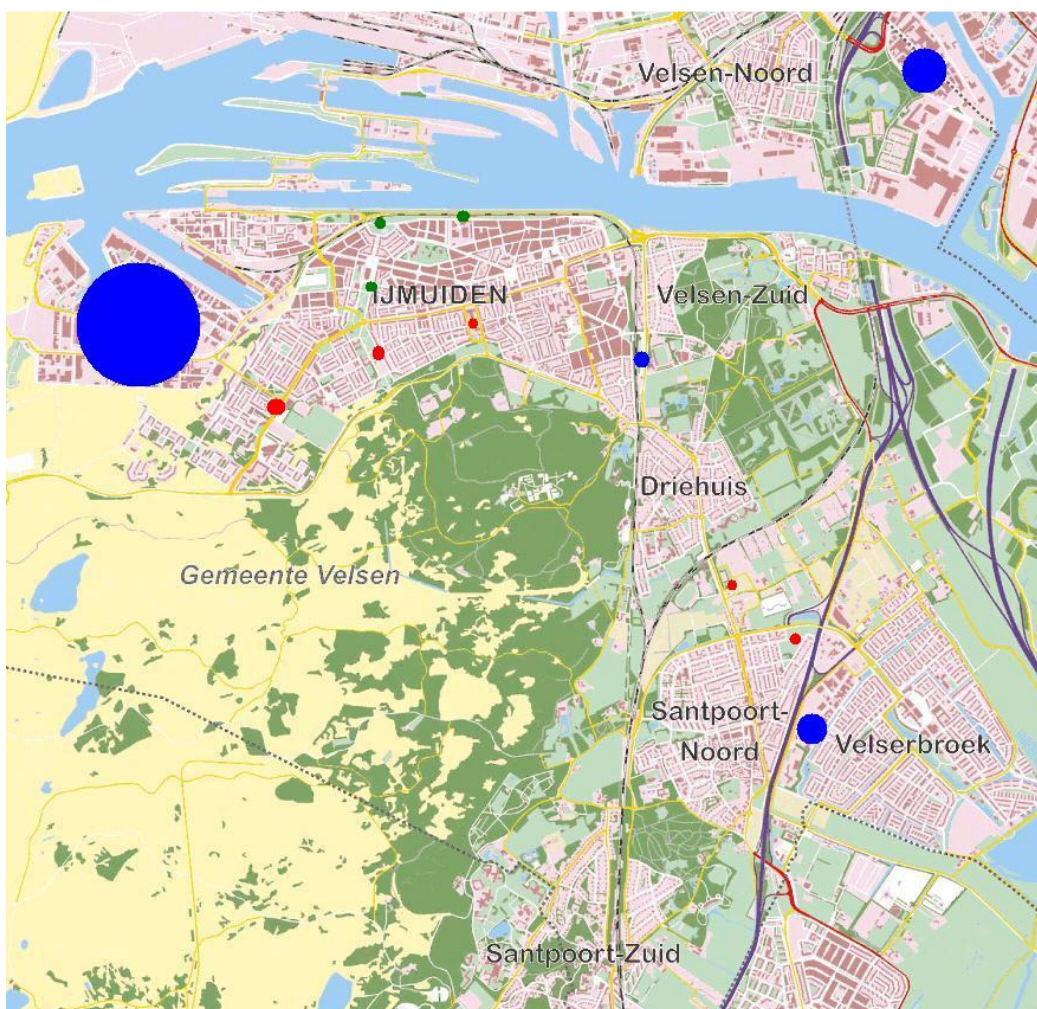 Velsen-Noord
IJMUIDEN
Velsen-Zuid
Driehuis
Gemeente Velsen
Santpoort-
Noord
Velserbroek
Santpoort-Zuid